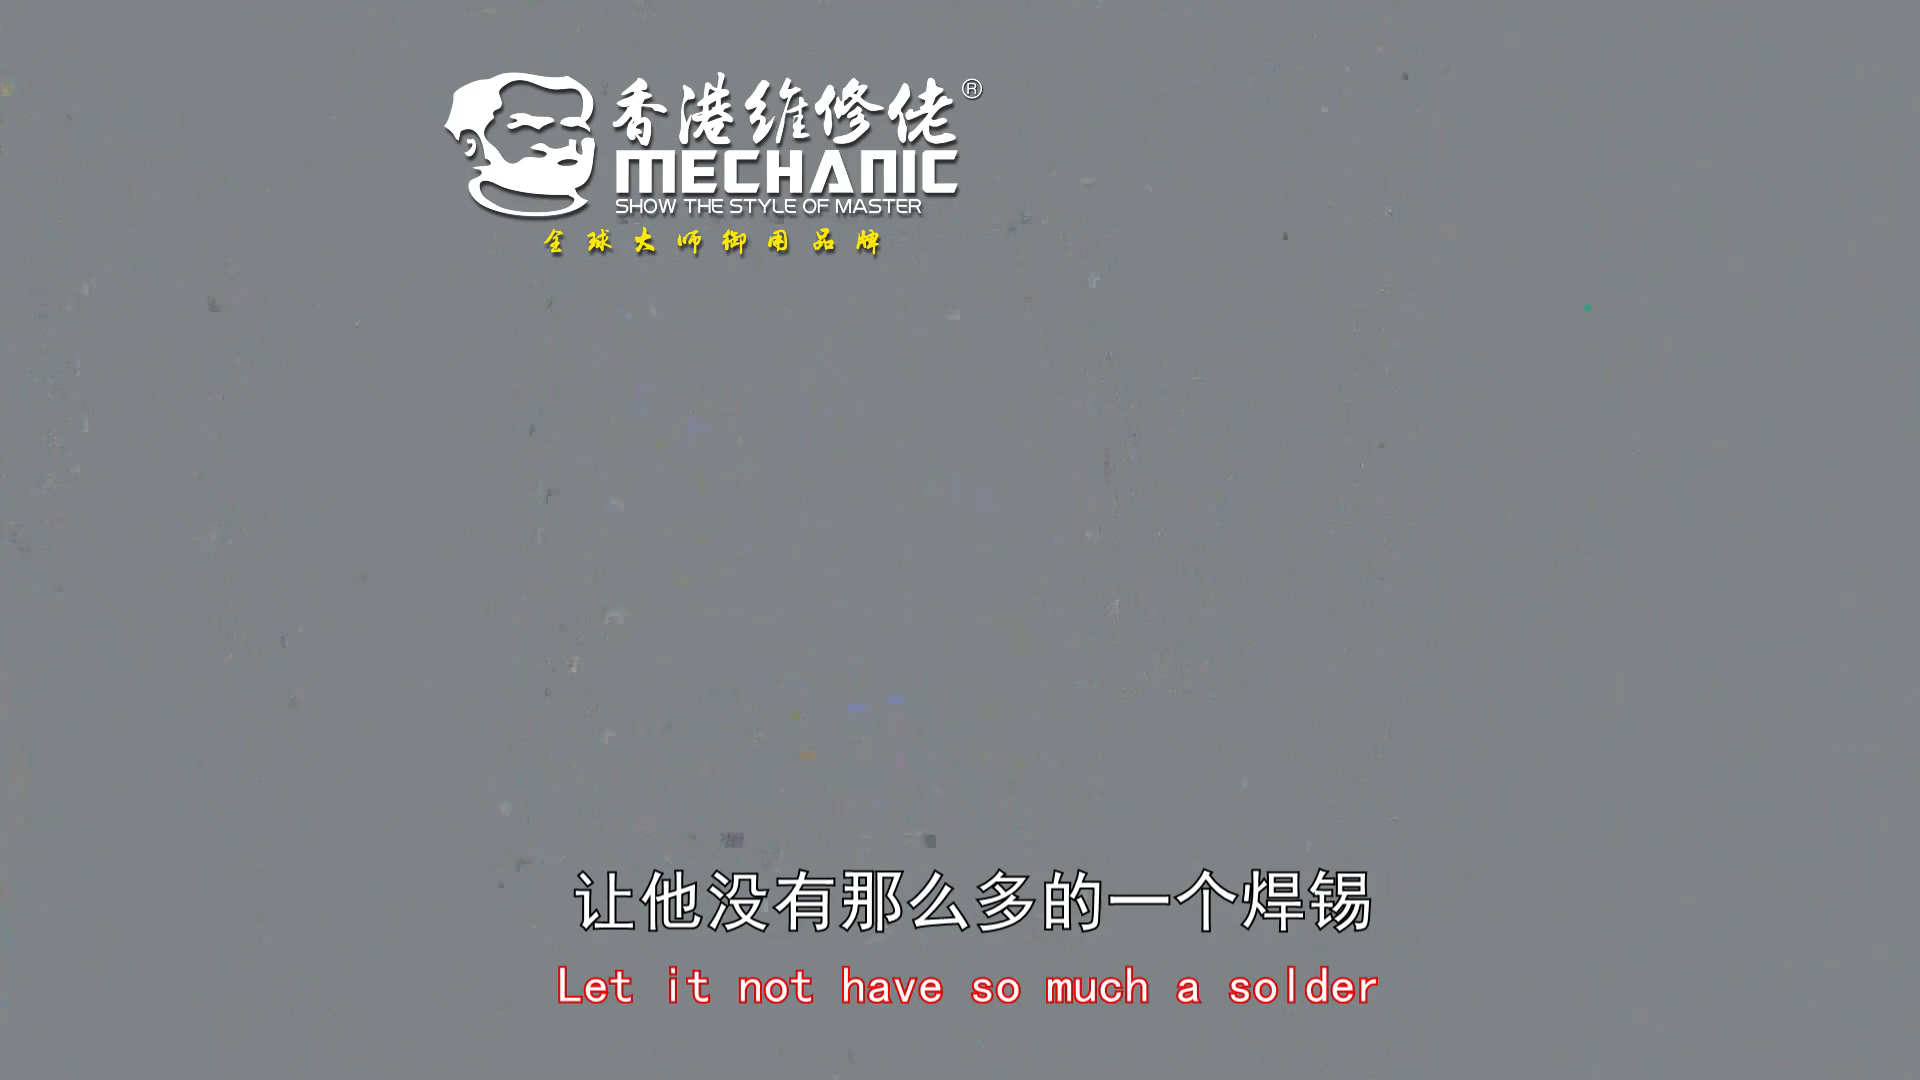 香港维修佬®
MECHANIC
SHOW THE STYLE OF MASTER
全球大师御用品牌
让他没有那么多的一个焊锡
Let it not have so much a solder